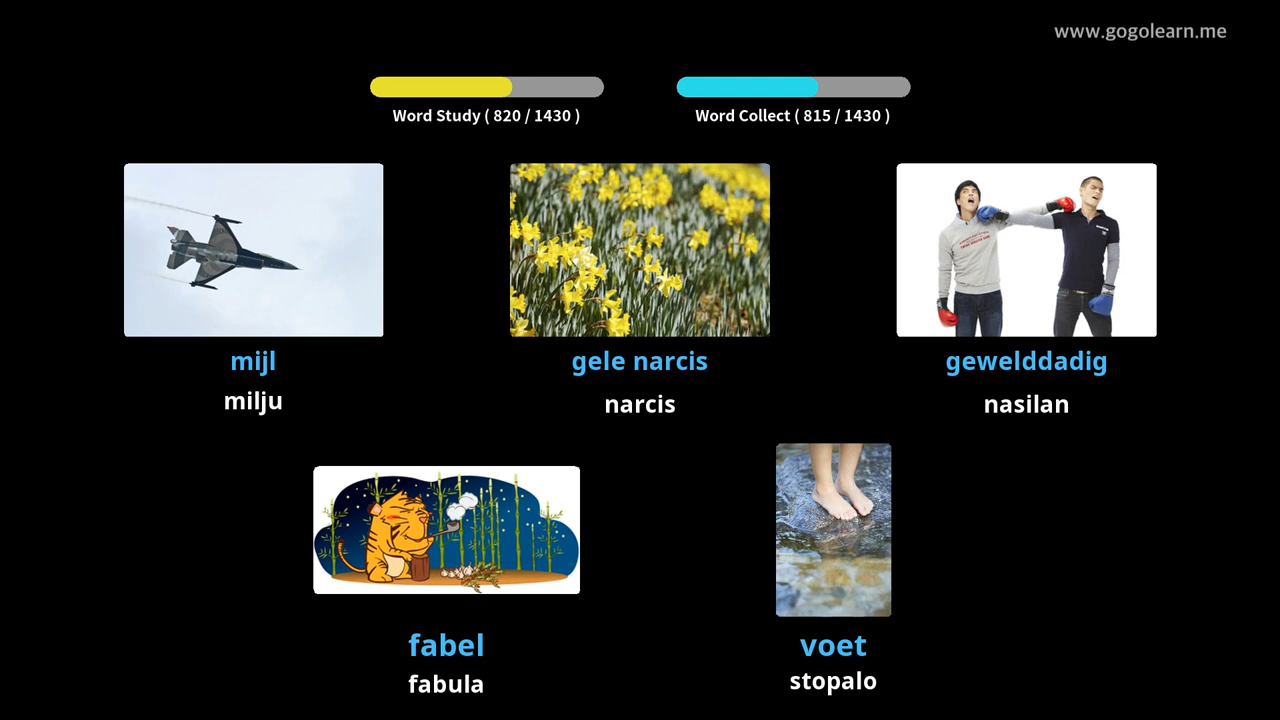 www.gogolearn.me
Word Study ( 820 / 1430 )
Word Collect ( 815 / 1430 )
mijl
gele narcis
gewelddadig
milju
narcis
nasilan
fabel
voet
fabula
stopalo